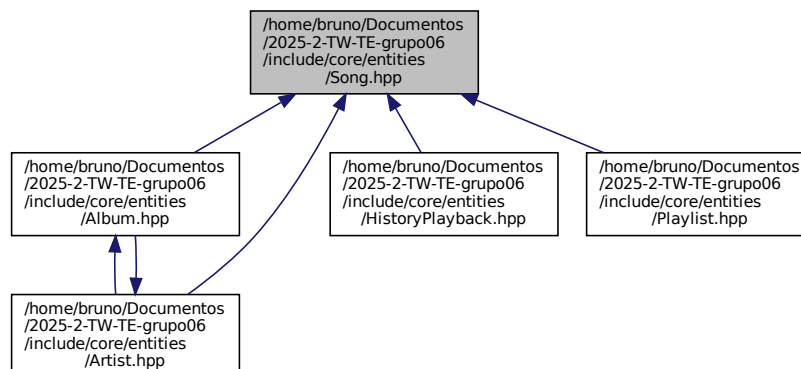 /home/bruno/Documentos
/2025-2-TW-TE-grupo06
/include/core/entities
/Song.hpp
/home/bruno/Documentos
/2025-2-TW-TE-grupo06
/include/core/entities
/Album.hpp
/home/bruno/Documentos
/2025-2-TW-TE-grupo06
/include/core/entities
/HistoryPlayback.hpp
/home/bruno/Documentos
/2025-2-TW-TE-grupo06
/include/core/entities
/Playlist.hpp
/home/bruno/Documentos
/2025-2-TW-TE-grupo06
/include/core/entities
/Artist.hpp